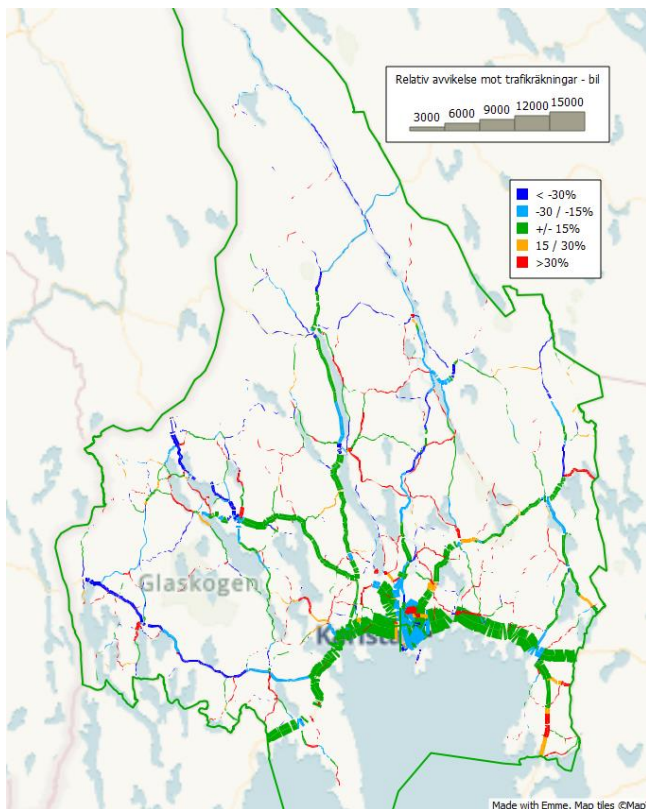 Relativ avvikelse mot trafikräkningar - bil
3000 6000 9000 12000 15000
< -30%
-30 / -15%
+/- 15%
15 / 30%
>30%
Glaskogen
Made with Emme, Map tiles ©Map